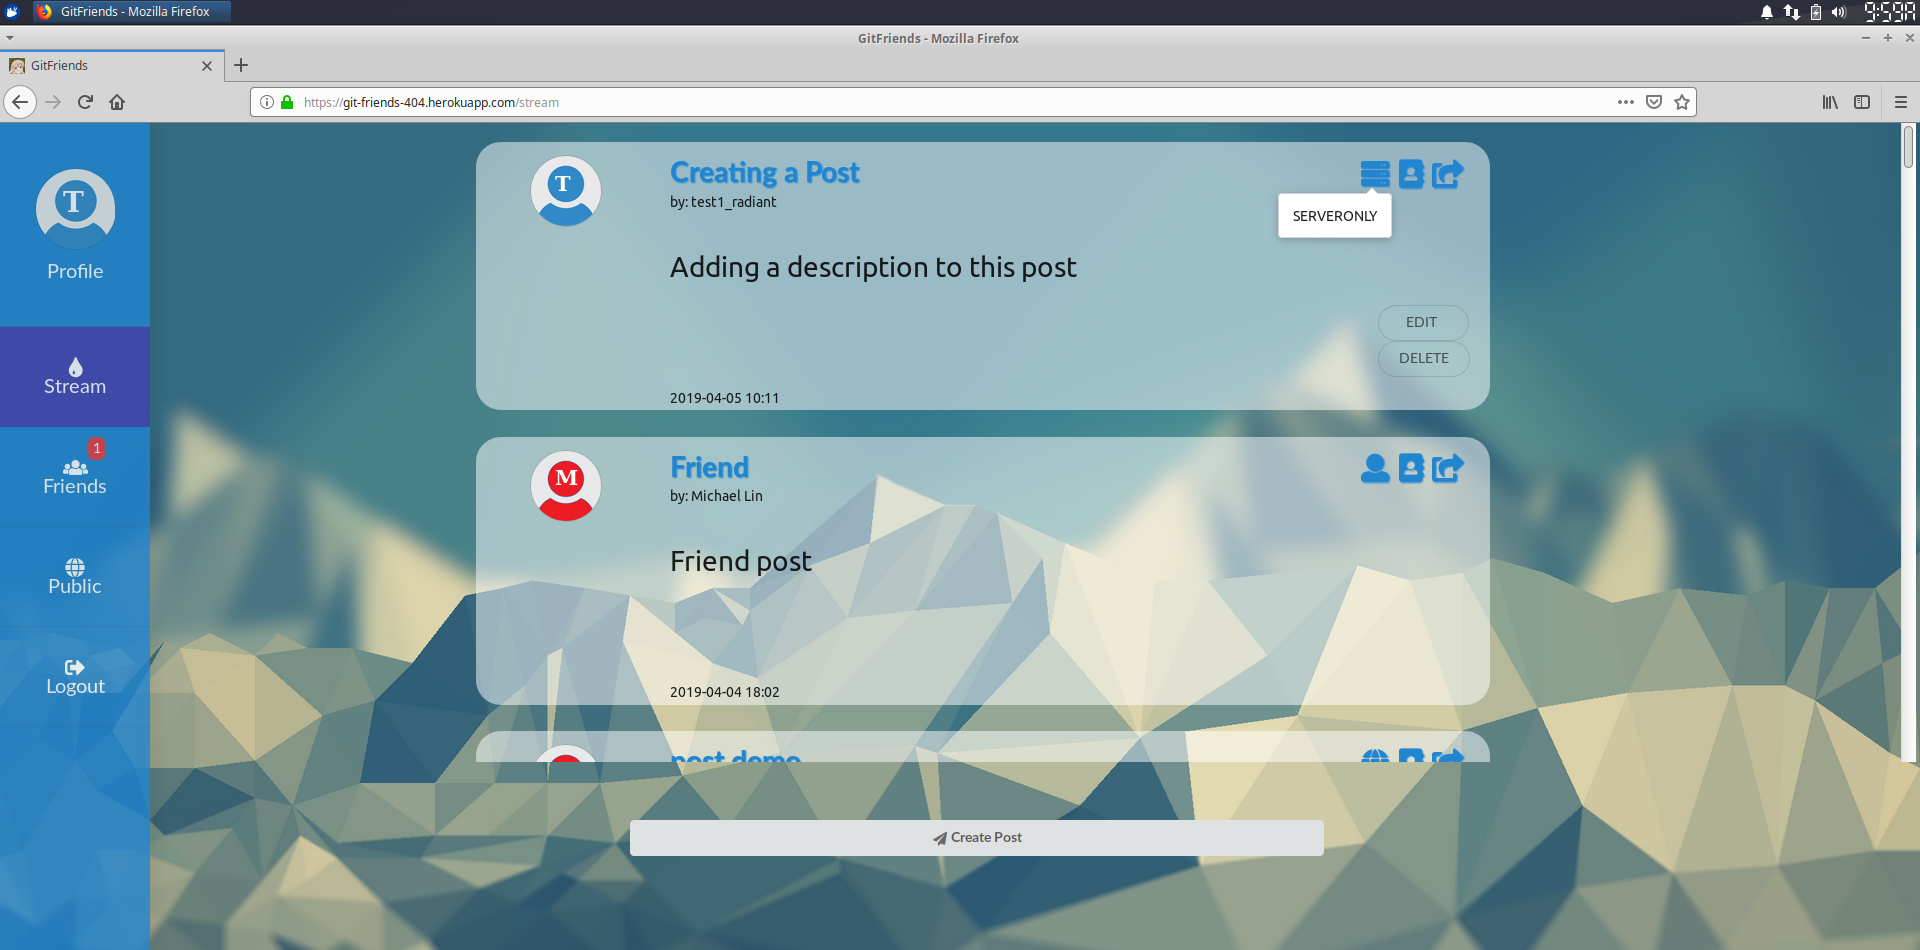 GitFriends - Mozilla Firefox
9:59A
GitFriends - Mozilla Firefox
GitFriends
https://git-friends-404.herokuapp.com/stream
T
Profile
Stream
1
Friends
Public
Logout
T
Creating a Post
by: test1_radiant
SERVERONLY
Adding a description to this post
EDIT
DELETE
2019-04-05 10:11
M
Friend
by: Michael Lin
Friend post
2019-04-04 18:02
post demo
Create Post